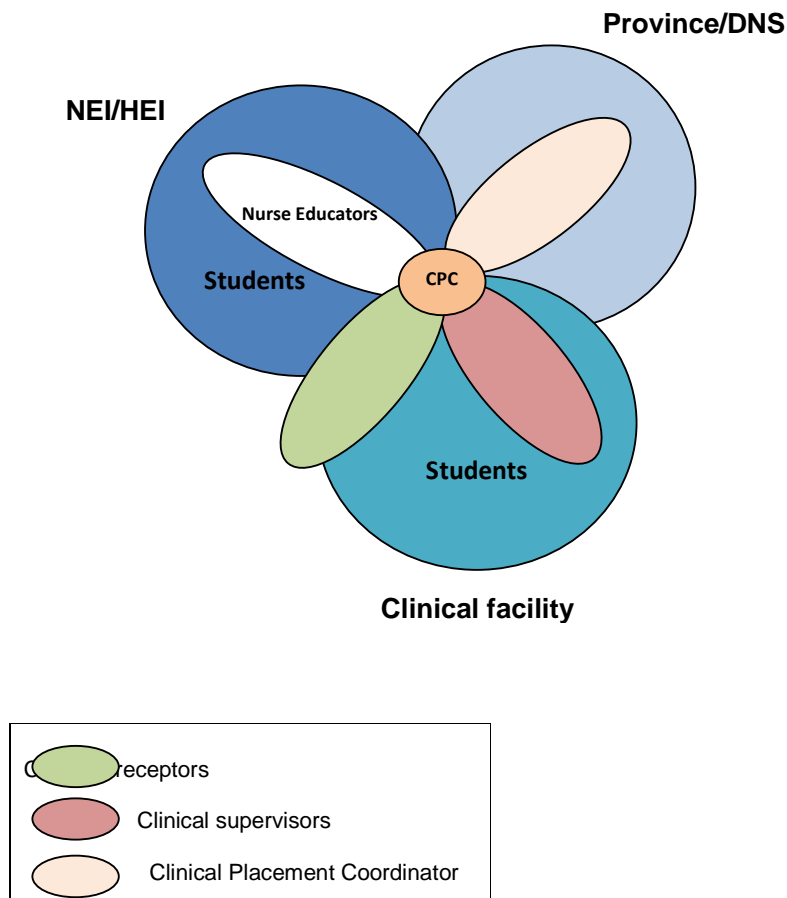 Province/DNS
NEI/HEI
Nurse Educators
CPC
Students
Students
Clinical facility
receptors
Clinical supervisors
Clinical Placement Coordinator